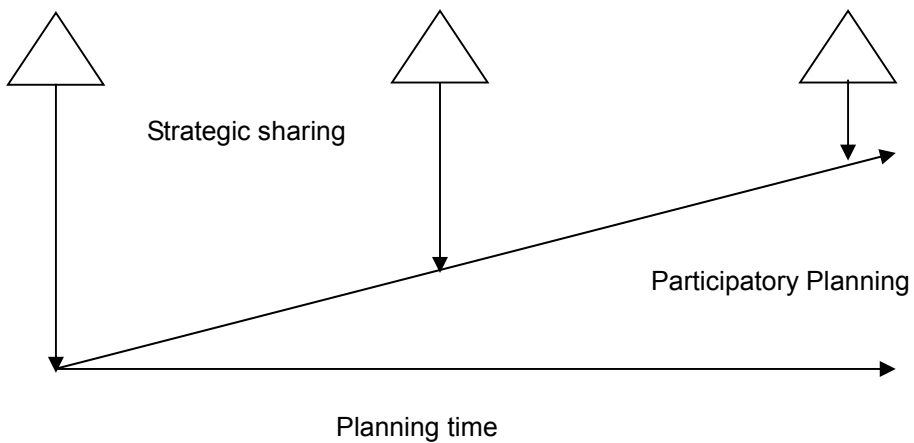 Strategic sharing
Participatory Planning
Planning time